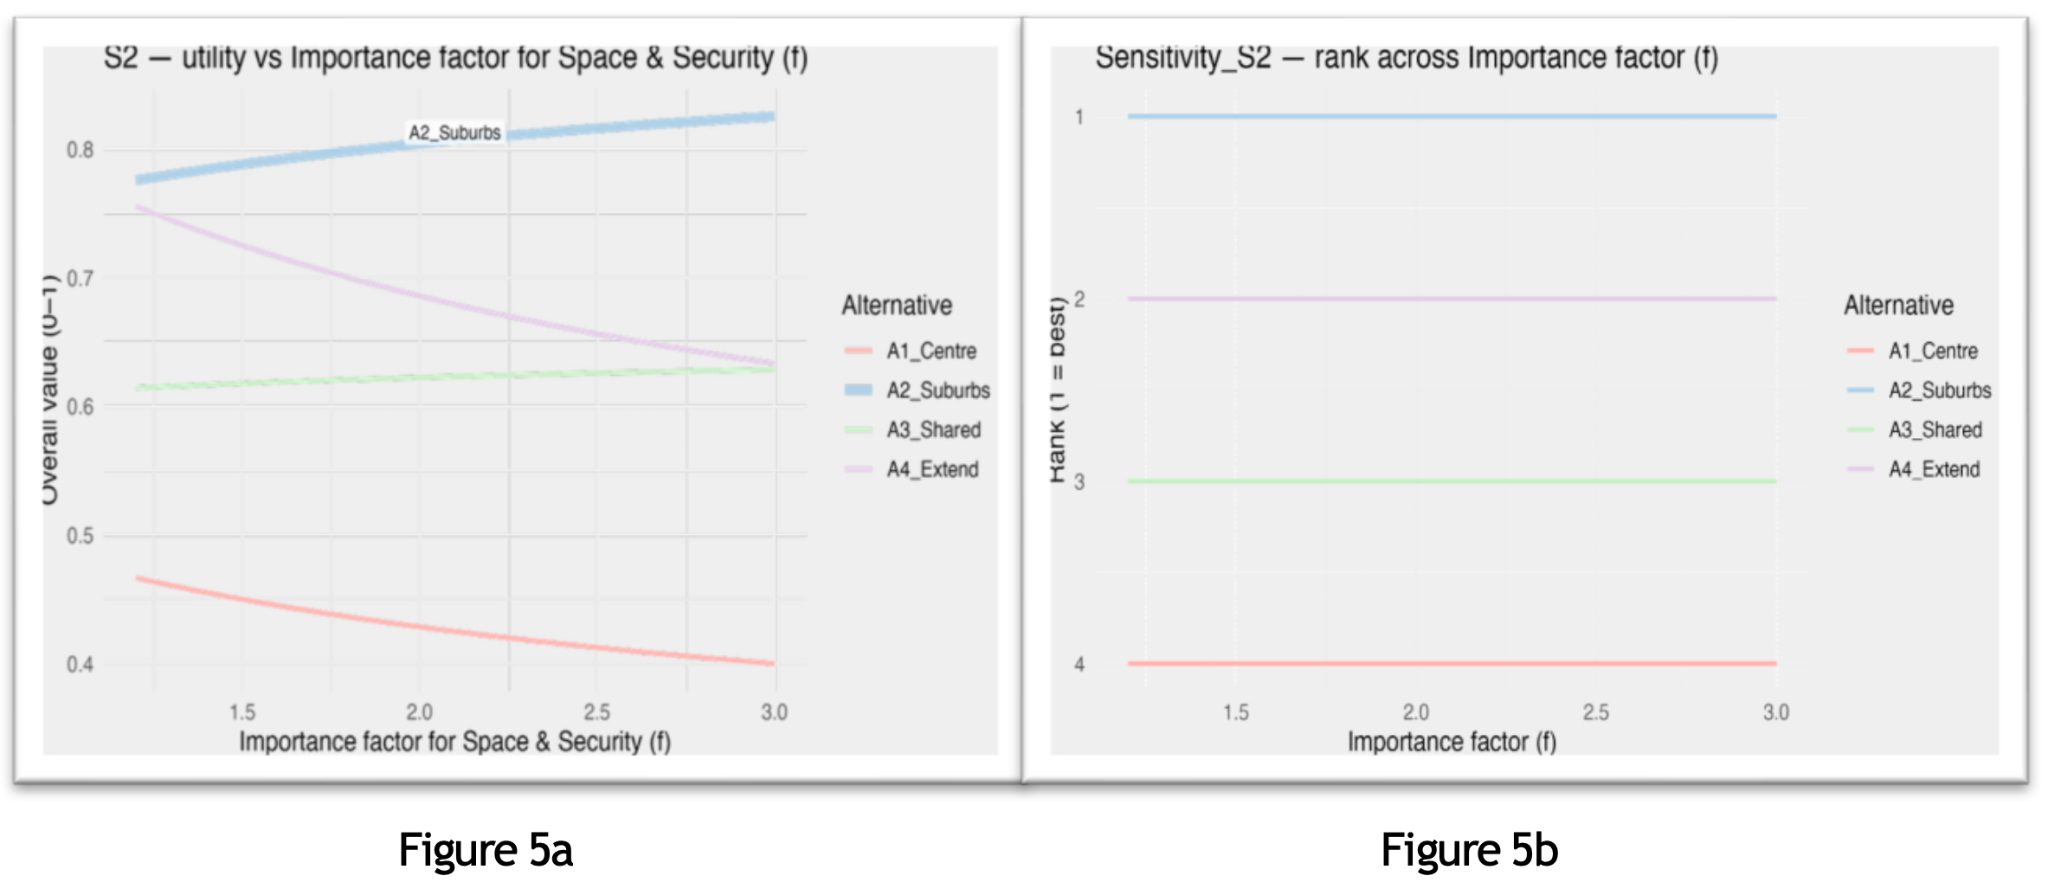 S2 — utility vs Importance factor for Space & Security (f)
A2_Suburbs
0.8
0.7
0.6
0.5
0.4
Overall value (0–1)
1.5 2.0 2.5 3.0
Importance factor for Space & Security (f)
Alternative
A1_Centre
A2_Suburbs
A3_Shared
A4_Extend
Figure 5a
Sensitivity_S2 — rank across Importance factor (f)
1
2
3
4
Rank (1 = best)
1.5 2.0 2.5 3.0
Importance factor (f)
Alternative
A1_Centre
A2_Suburbs
A3_Shared
A4_Extend
Figure 5b